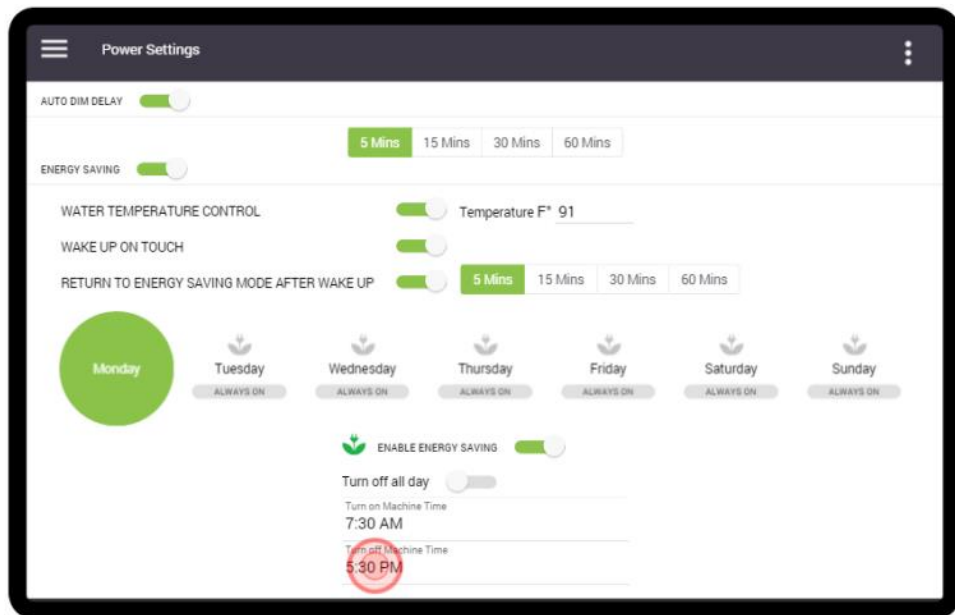 Power Settings
AUTO DIM DELAY
5 Mins 15 Mins 30 Mins 60 Mins
ENERGY SAVING
WATER TEMPERATURE CONTROL Temperature F° 91
WAKE UP ON TOUCH
RETURN TO ENERGY SAVING MODE AFTER WAKE UP 5 Mins 15 Mins 30 Mins 60 Mins
Monday Tuesday Wednesday Thursday Friday Saturday Sunday
ALWAYS ON ALWAYS ON ALWAYS ON ALWAYS ON ALWAYS ON ALWAYS ON
ENABLE ENERGY SAVING
Turn off all day
Turn on Machine Time
7:30 AM
Turn off Machine Time
5:30 PM